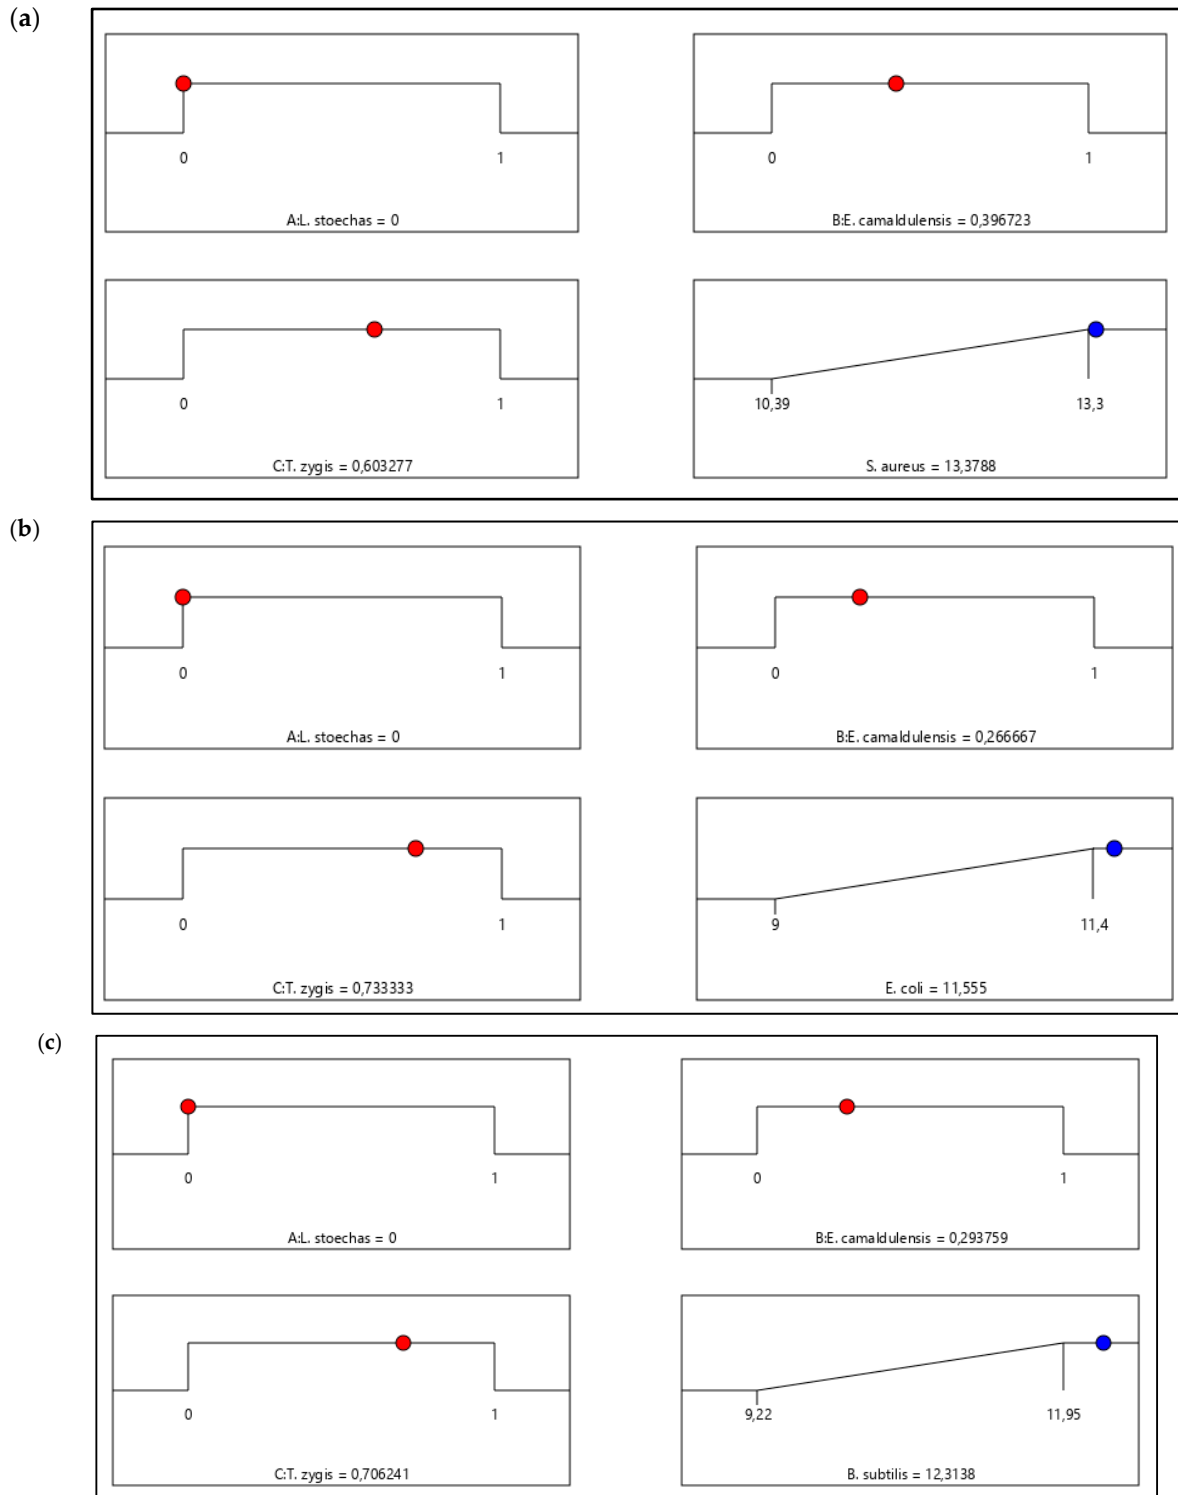 (a)
0 1
A:L. stoechas = 0
0 1
B:E. camaldulensis = 0,396723
0 1
C:T. zygis = 0,603277
10,39 13,3
S. aureus = 13,3788
(b)
0 1
A:L. stoechas = 0
0 1
B:E. camaldulensis = 0,266667
0 1
C:T. zygis = 0,733333
9 11,4
E. coli = 11,555
(c)
0 1
A:L. stoechas = 0
0 1
B:E. camaldulensis = 0,293759
0 1
C:T. zygis = 0,706241
9,22 11,95
B. subtilis = 12,3138